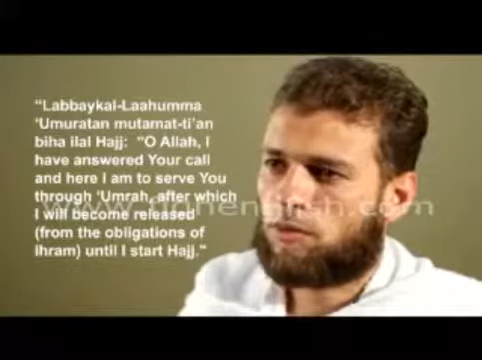 “Labbaykal-Laahumma
‘Umuratan mutamat-ti’an
biha ilal Hajj:  “O Allah, I
have answered Your call
and here I am to serve You
through ‘Umrah, after which
I will become released
(from the obligations of
ihram) until I start Hajj.“